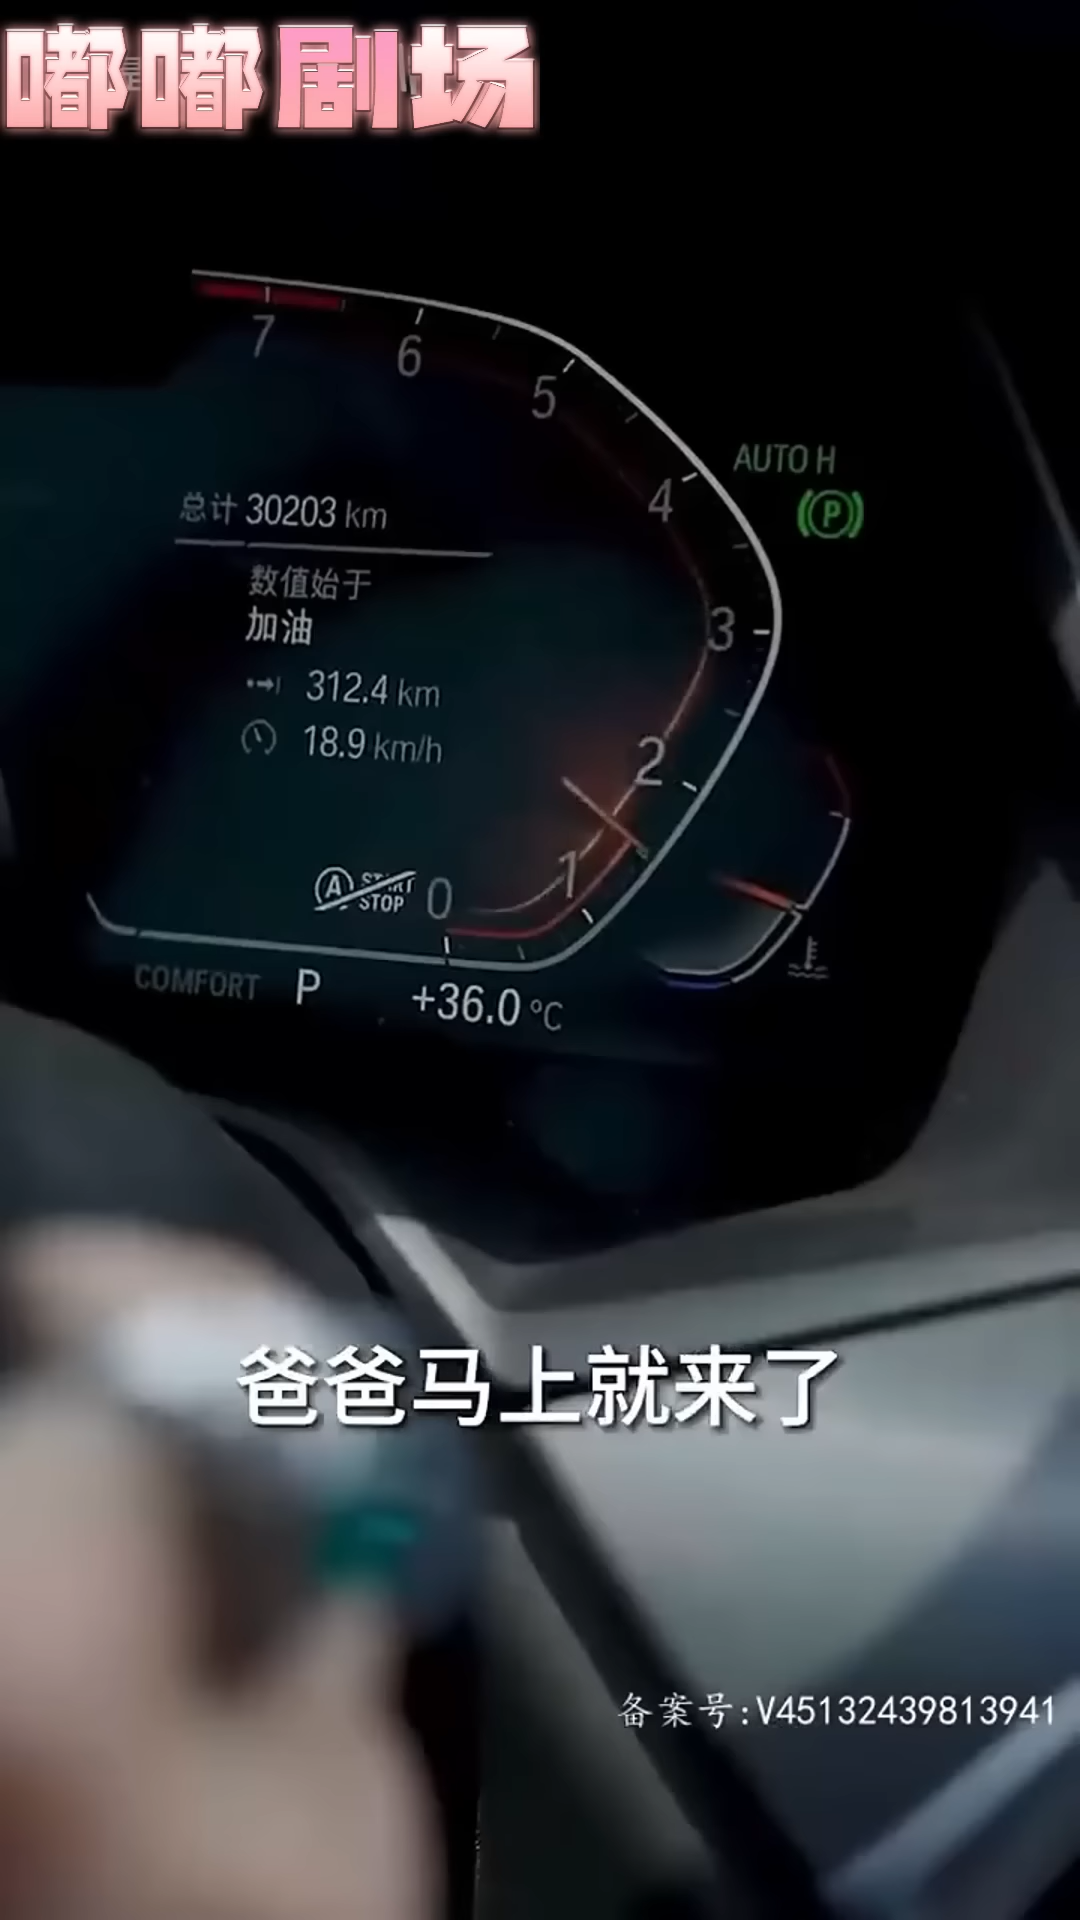 嘟嘟剧场
7
6
5
4
3
2
1
0
AUTO H
(P)
总计 30203 km
数值始于
加油
312.4 km
18.9 km/h
A START STOP
COMFORT P +36.0 °C
爸爸马上就来了
备案号:V45132439813941